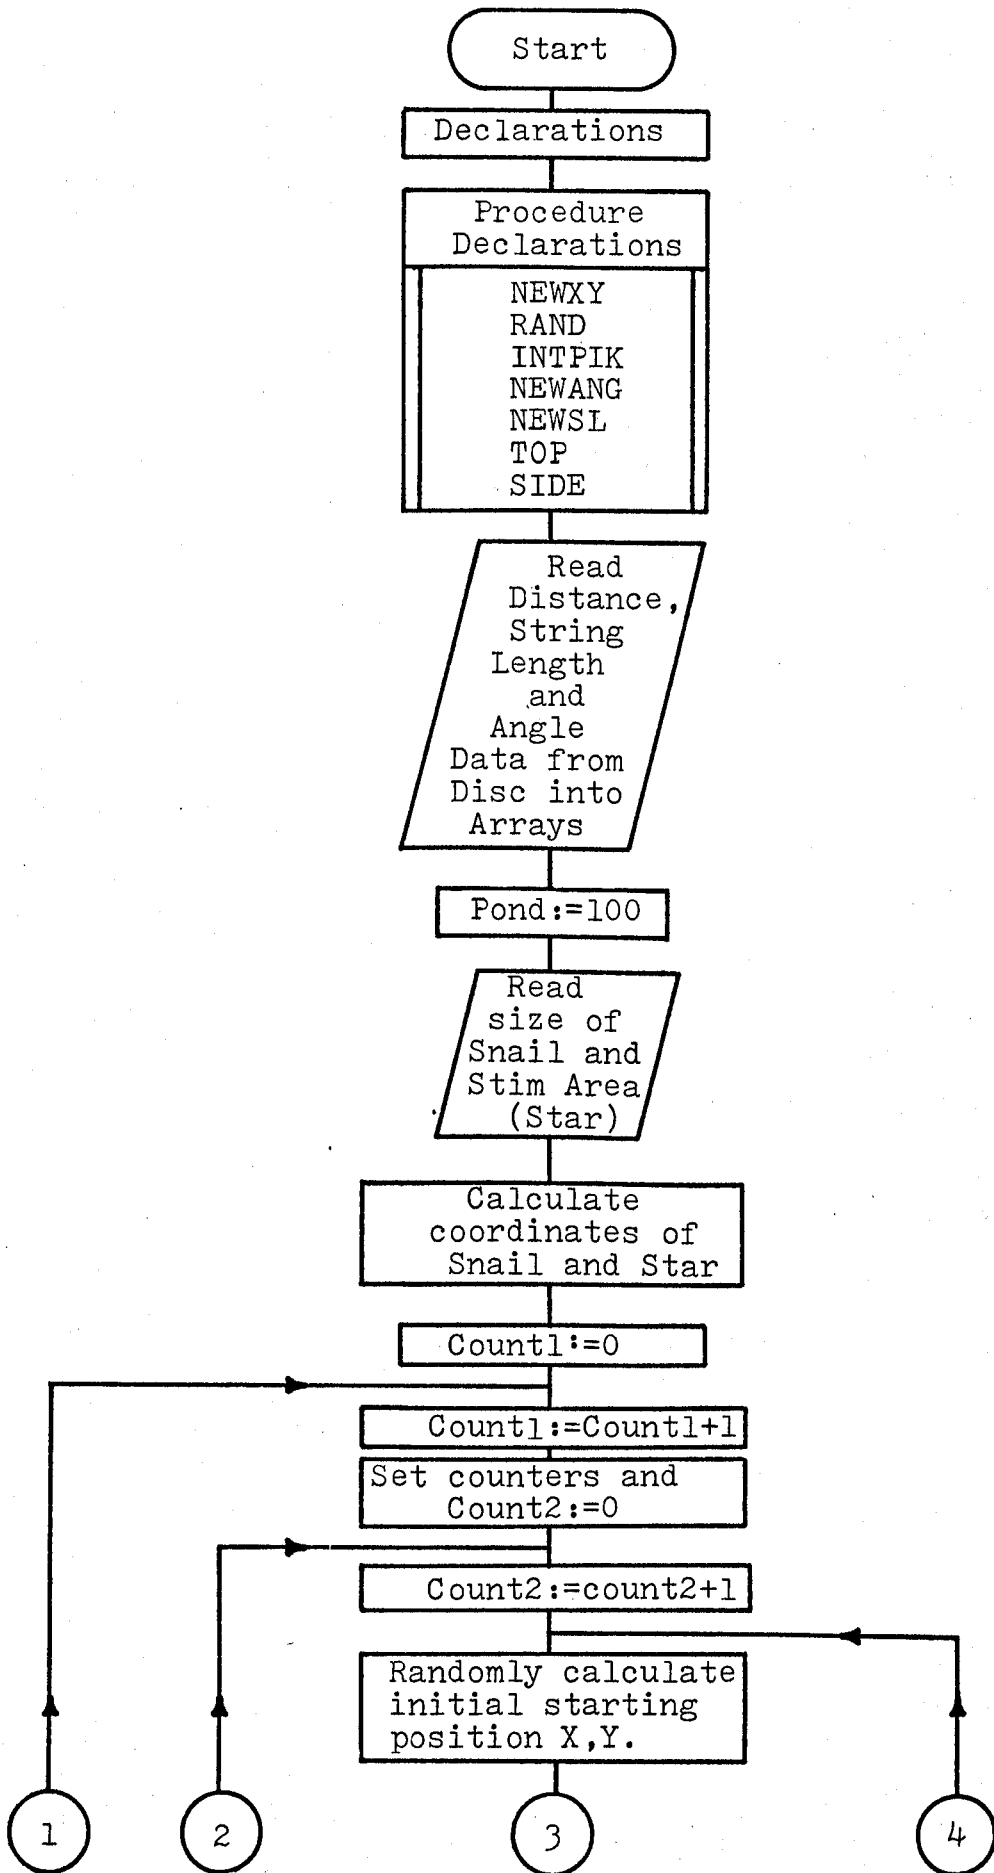 Start
Declarations
Procedure
Declarations
NEWXY
RAND
INTPIK
NEWANG
NEWSL
TOP
SIDE
Read
Distance,
String
Length
and
Angle
Data from
Disc into
Arrays
Pond:=100
Read
size of
Snail and
Stim Area
(Star)
Calculate
coordinates of
Snail and Star
Count1:=0
Count1:=Count1+1
Set counters and
Count2:=0
Count2:=count2+1
Randomly calculate
initial starting
position X,Y.
1
2
3
4